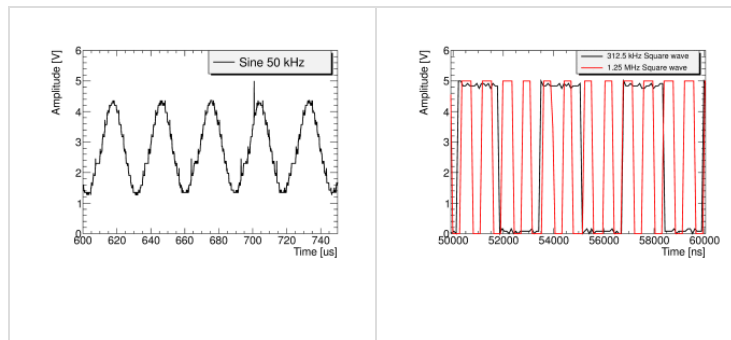 Amplitude [V]
6
5
4
3
2
1
0
Sine 50 kHz
600 620 640 660 680 700 720 740
Time [us]
Amplitude [V]
6
5
4
3
2
1
0
312.5 kHz Square wave
1.25 MHz Square wave
50000 52000 54000 56000 58000 60000
Time [ns]